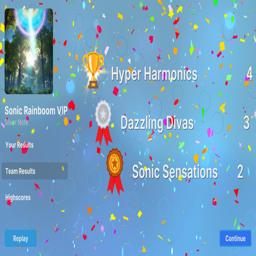 Hyper Harmonics 4
Dazzling Divas 3
Sonic Sensations 2
Sonic Rainboom VIP
Your Results
Team Results
Highscores
Replay
Continue